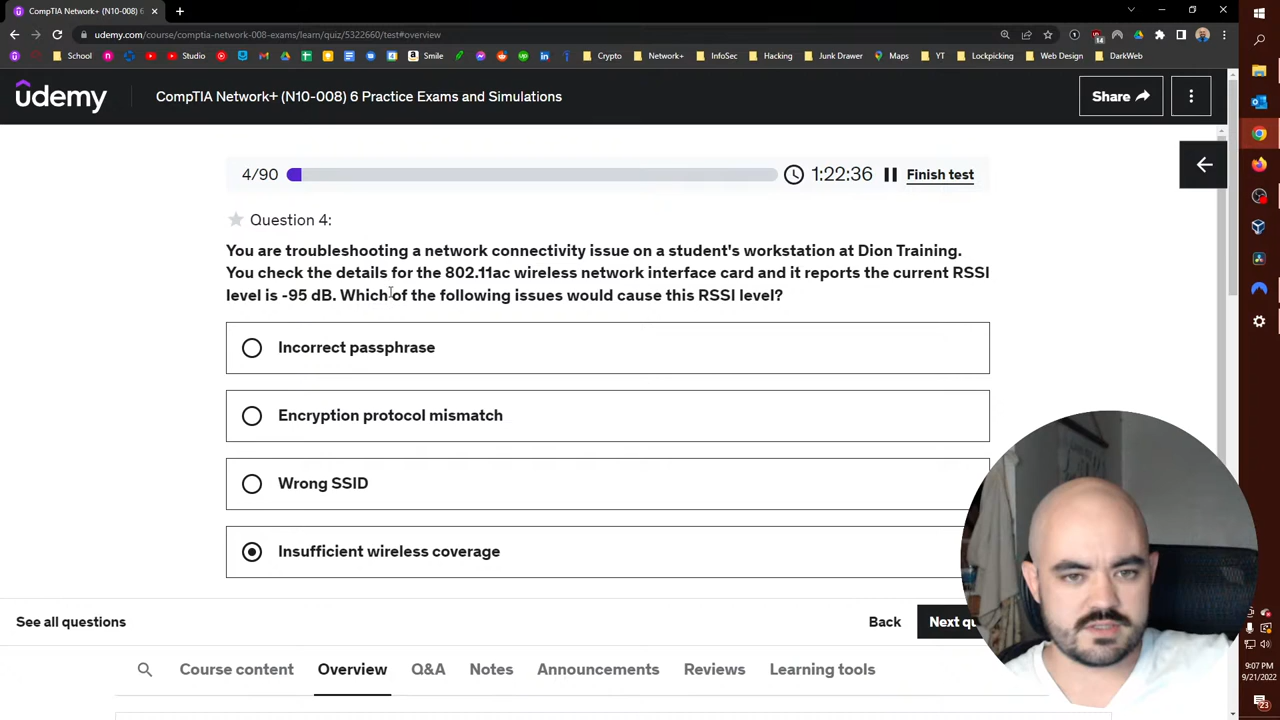 CompTIA Network+ (N10-008) 6
udemy.com/course/comptia-network-008-exams/learn/quiz/5322660/test#overview
14
School
Studio
Smile
Crypto
Network+
InfoSec
Hacking
Junk Drawer
Maps
YT
Lockpicking
Web Design
DarkWeb
ûdemy
CompTIA Network+ (N10-008) 6 Practice Exams and Simulations
Share
4/90
1:22:36
Finish test
Question 4:
You are troubleshooting a network connectivity issue on a student's workstation at Dion Training.
You check the details for the 802.11ac wireless network interface card and it reports the current RSSI
level is -95 dB. Which of the following issues would cause this RSSI level?
Incorrect passphrase
Encryption protocol mismatch
Wrong SSID
Insufficient wireless coverage
See all questions
Back
Next qu
Course content
Overview
Q&A
Notes
Announcements
Reviews
Learning tools
9:07 PM
9/21/2022
23